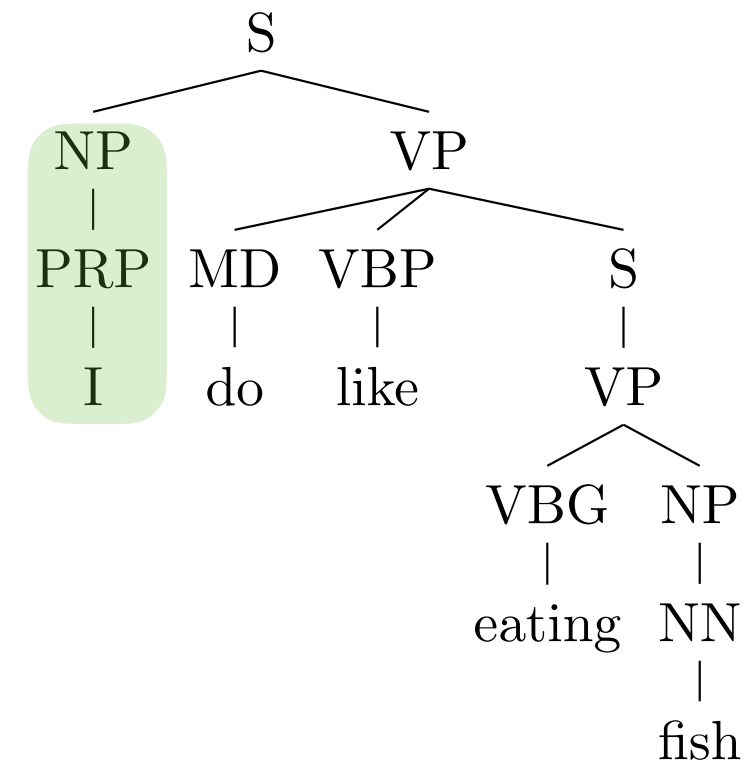 S
NP VP
PRP MD VBP S
I do like VP
VBG NP
eating NN
fish